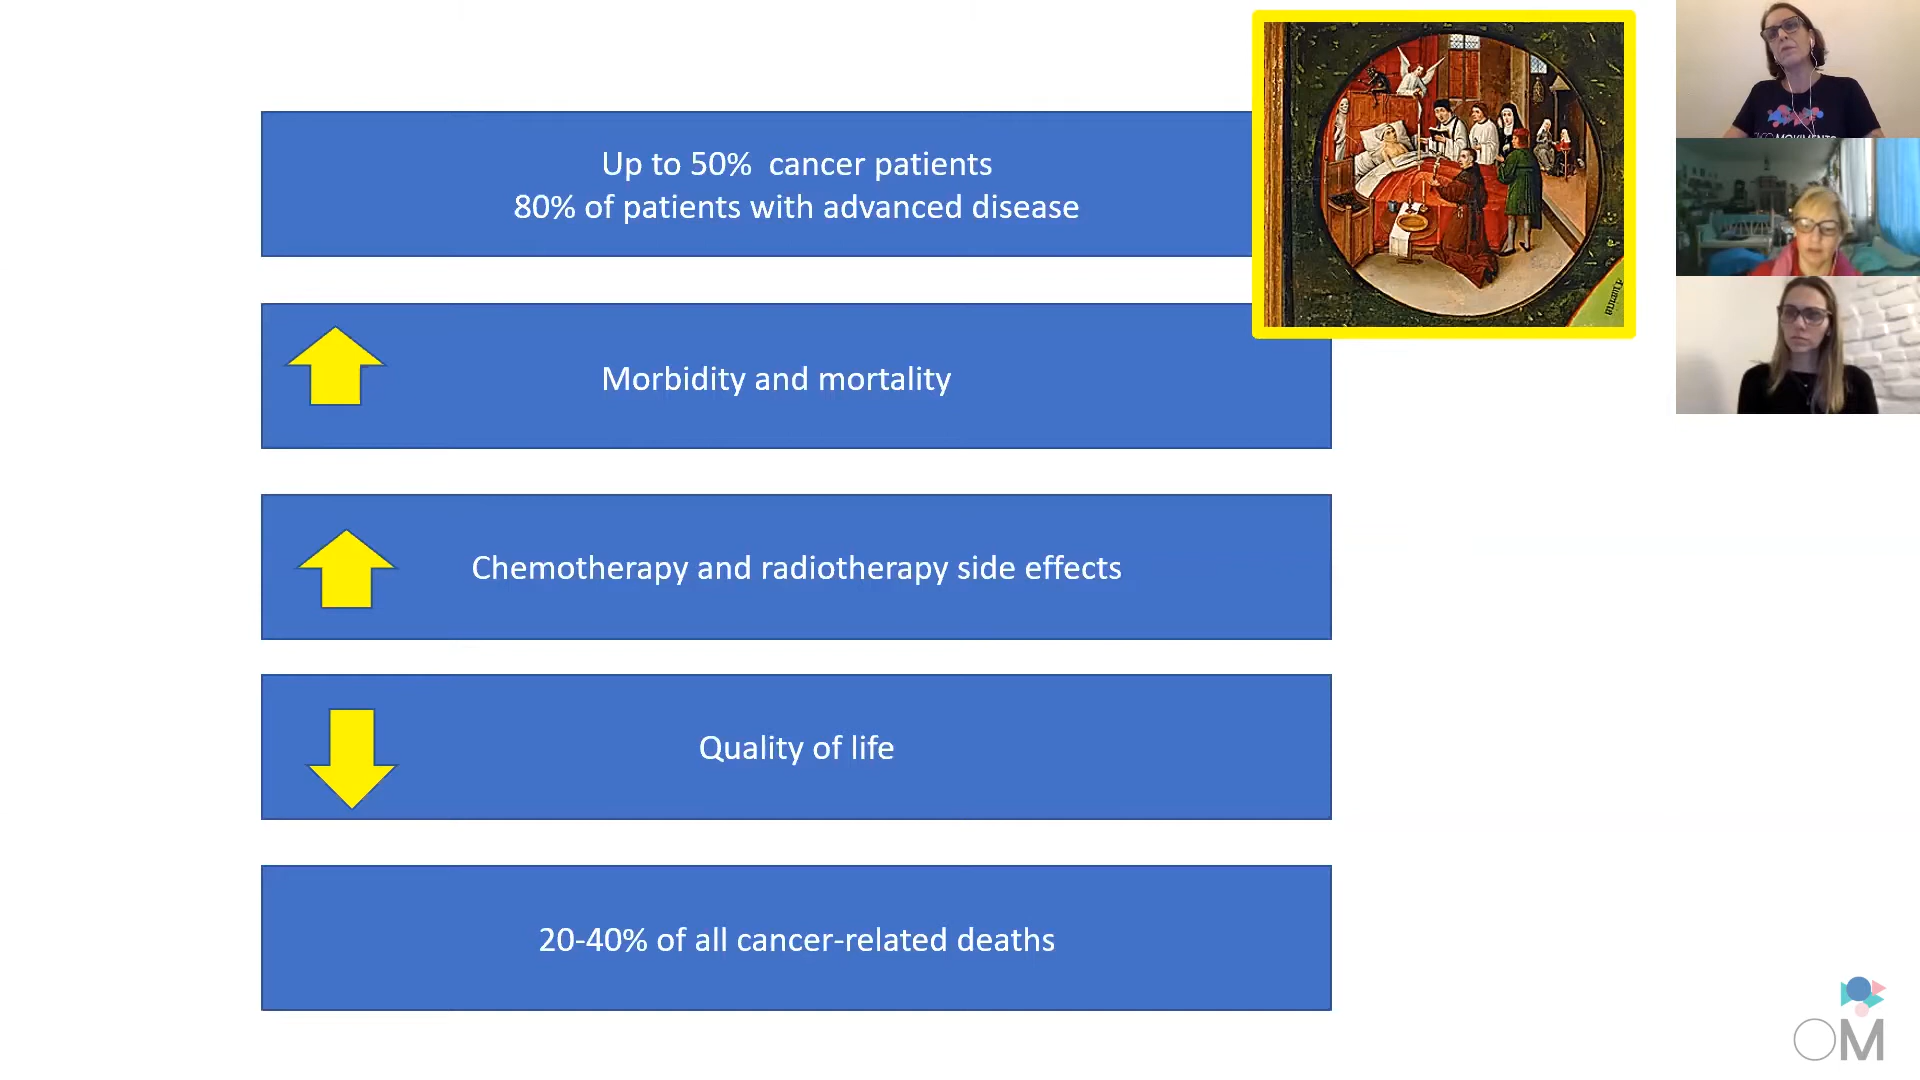 Up to 50% cancer patients
80% of patients with advanced disease
Morbidity and mortality
Chemotherapy and radiotherapy side effects
Quality of life
20-40% of all cancer-related deaths
OM